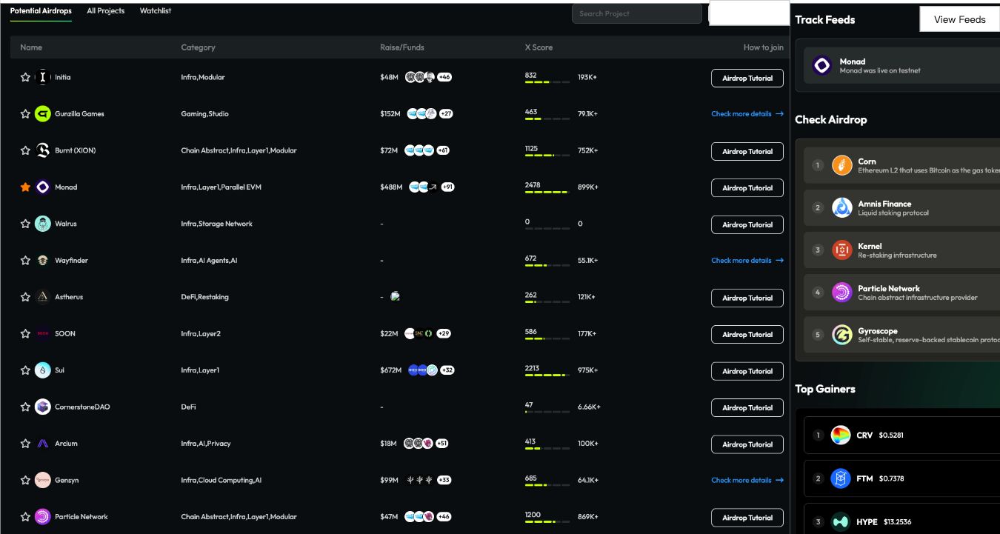 Potential Airdrops All Projects Watchlist Search Project
Name Category Raise/Funds X Score How to join
Initia Infra,Modular $48M +46 832 193K+ Airdrop Tutorial
Gunzilla Games Gaming,Studio $152M +27 463 79.1K+ Check more details →
Burnt (XION) Chain Abstract,Infra,Layer1,Modular $72M +61 1125 752K+ Airdrop Tutorial
Monad Infra,Layer1,Parallel EVM $488M +91 2478 899K+ Airdrop Tutorial
Walrus Infra,Storage Network - 0 0 Airdrop Tutorial
Wayfinder Infra,AI Agents,AI - 672 55.1K+ Check more details →
Astherus DeFi,Restaking - 262 121K+ Airdrop Tutorial
SOON SOON Infra,Layer2 $22M +29 586 177K+ Airdrop Tutorial
Sui Infra,Layer1 $672M +32 2213 975K+ Airdrop Tutorial
CornerstoneDAO DeFi - 47 6.66K+ Airdrop Tutorial
Arcium Infra,AI,Privacy $18M +51 413 100K+ Airdrop Tutorial
Gensyn Infra,Cloud Computing,AI $99M +33 685 64.1K+ Check more details →
Particle Network Chain Abstract,Infra,Layer1,Modular $47M +46 1200 869K+ Airdrop Tutorial
Track Feeds View Feeds
Monad
Monad was live on testnet
Check Airdrop
1 Corn
Ethereum L2 that uses Bitcoin as the gas token
2 Amnis Finance
Liquid staking protocol
3 Kernel
Re-staking infrastructure
4 Particle Network
Chain abstract infrastructure provider
5 Gyroscope
Self-stable, reserve-backed stablecoin protoc
Top Gainers
1 CRV $0.5281
2 FTM $0.7378
3 HYPE $13.2536